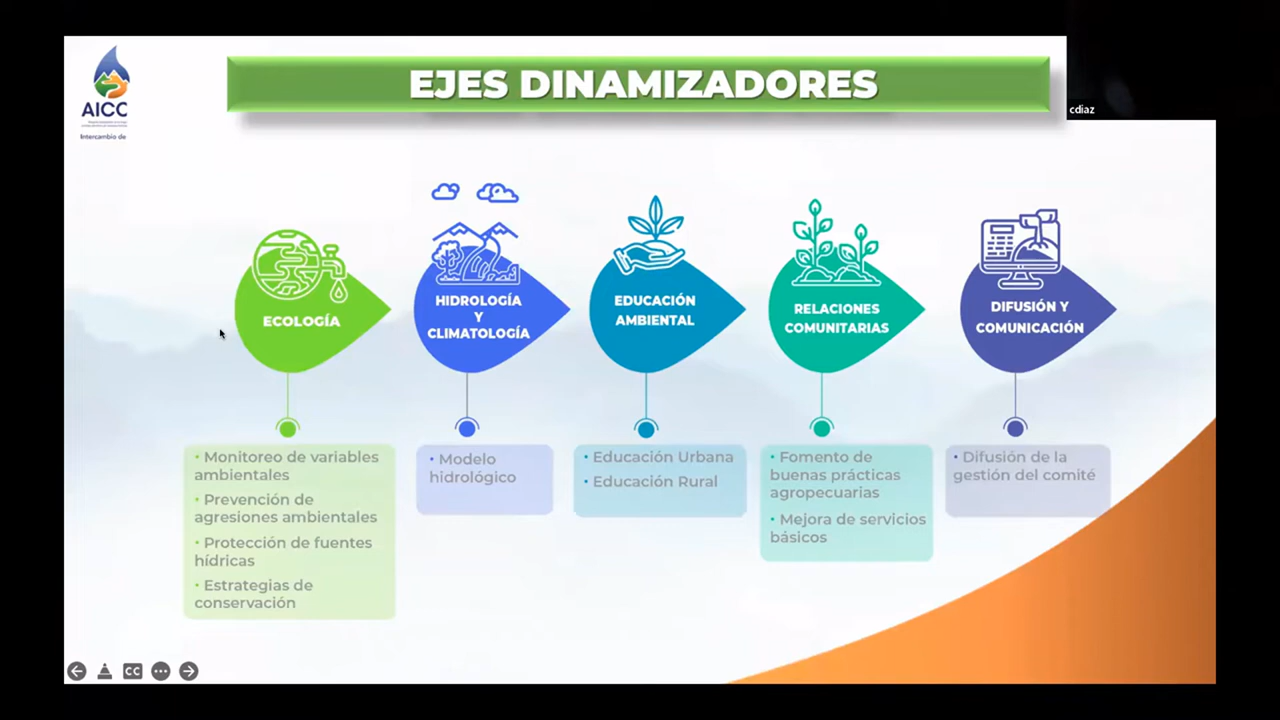 EJES DINAMIZADORES
AICC
Intercambio de
cdiaz
ECOLOGÍA
• Monitoreo de variables
ambientales
• Prevención de
agresiones ambientales
• Protección de fuentes
hídricas
• Estrategias de
conservación
HIDROLOGÍA
Y
CLIMATOLOGÍA
• Modelo
hidrológico
EDUCACIÓN
AMBIENTAL
• Educación Urbana
• Educación Rural
RELACIONES
COMUNITARIAS
• Fomento de
buenas prácticas
agropecuarias
• Mejora de servicios
básicos
DIFUSIÓN Y
COMUNICACIÓN
• Difusión de la
gestión del comité
CC